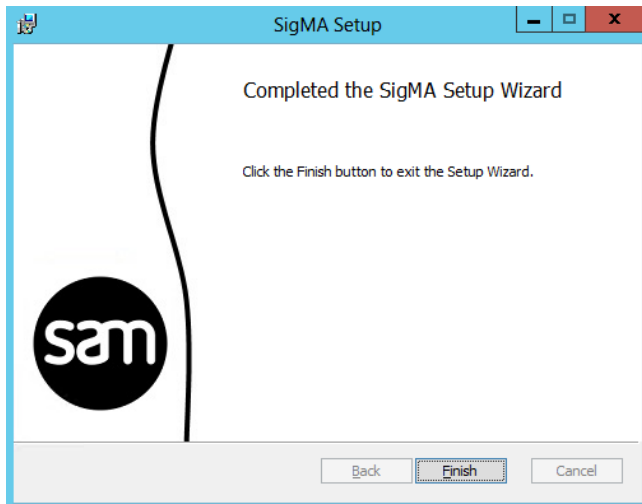 SigMA Setup
Completed the SigMA Setup Wizard
Click the Finish button to exit the Setup Wizard.
sam
Back Finish Cancel